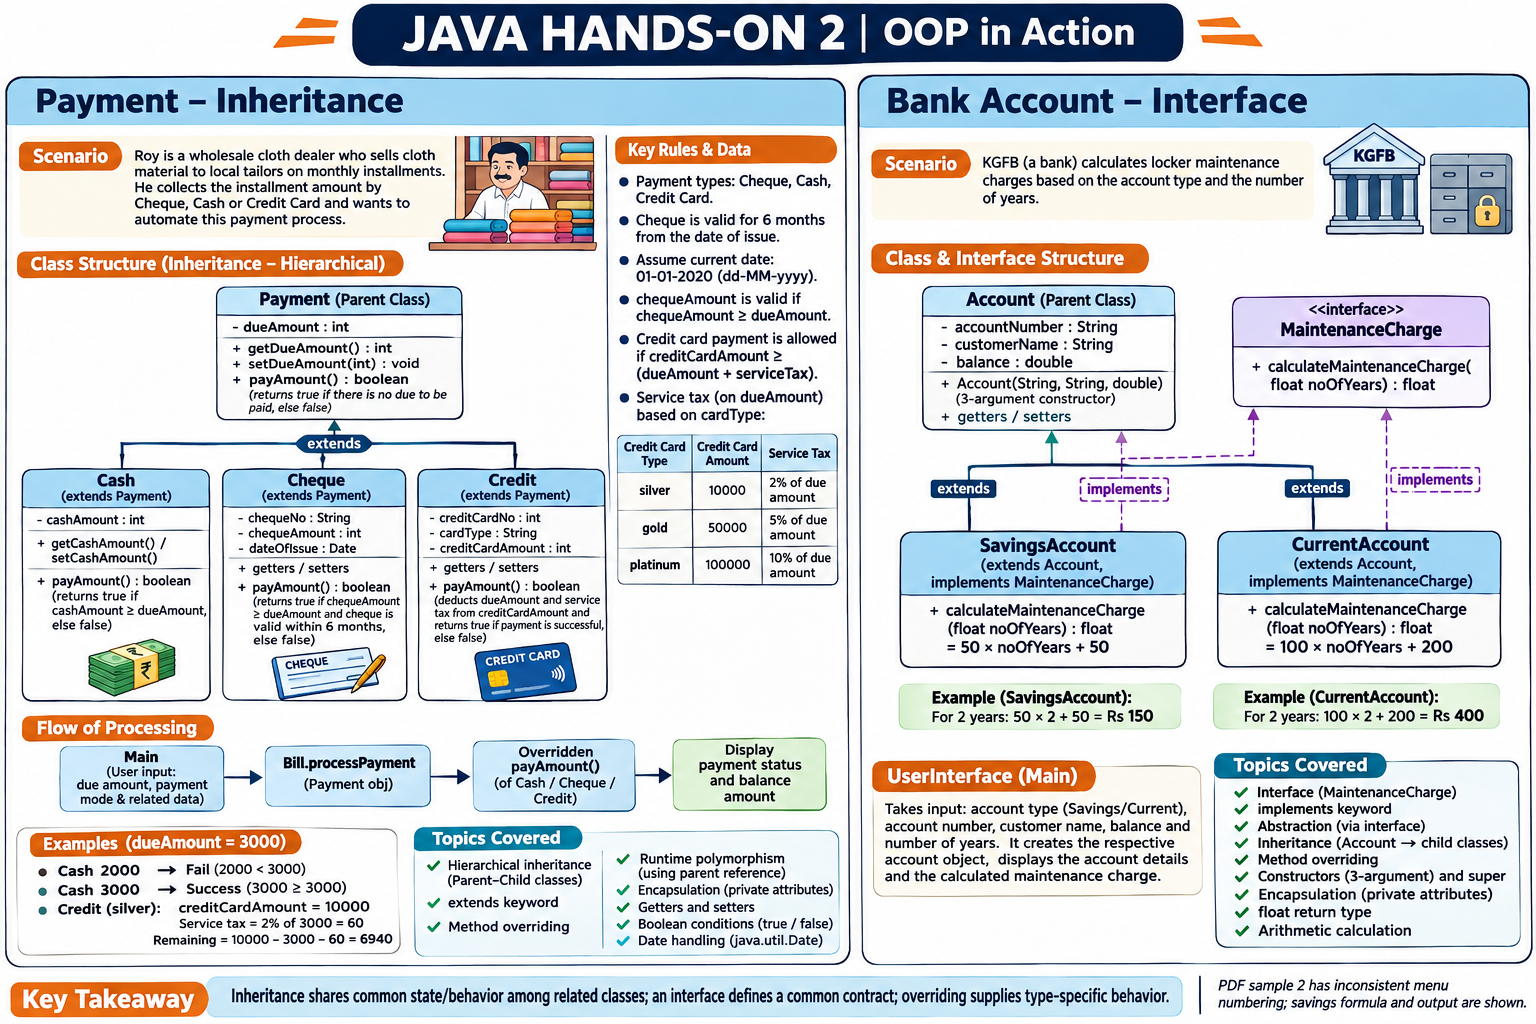 JAVA HANDS-ON 2 | OOP in Action
Payment – Inheritance
Scenario
Roy is a wholesale cloth dealer who sells cloth
material to local tailors on monthly installments.
He collects the installment amount by
Cheque, Cash or Credit Card and wants to
automate this payment process.
Key Rules & Data
● Payment types: Cheque, Cash,
Credit Card.
● Cheque is valid for 6 months
from the date of issue.
● Assume current date:
01-01-2020 (dd-MM-yyyy).
● chequeAmount is valid if
chequeAmount ≥ dueAmount.
● Credit card payment is allowed
if creditCardAmount ≥
(dueAmount + serviceTax).
● Service tax (on dueAmount)
based on cardType:
Credit Card Type | Credit Card Amount | Service Tax
silver | 10000 | 2% of due amount
gold | 50000 | 5% of due amount
platinum | 100000 | 10% of due amount
Class Structure (Inheritance – Hierarchical)
Payment (Parent Class)
- dueAmount : int
+ getDueAmount() : int
+ setDueAmount(int) : void
+ payAmount() : boolean
(returns true if there is no due to be
paid, else false)
extends
Cash
(extends Payment)
- cashAmount : int
+ getCashAmount() /
setCashAmount()
+ payAmount() : boolean
(returns true if
cashAmount ≥ dueAmount,
else false)
₹
Cheque
(extends Payment)
- chequeNo : String
- chequeAmount : int
- dateOfIssue : Date
+ getters / setters
+ payAmount() : boolean
(returns true if chequeAmount
≥ dueAmount and cheque is
valid within 6 months,
else false)
CHEQUE
Credit
(extends Payment)
- creditCardNo : int
- cardType : String
- creditCardAmount : int
+ getters / setters
+ payAmount() : boolean
(deducts dueAmount and service
tax from creditCardAmount and
returns true if payment is successful,
else false)
CREDIT CARD
Flow of Processing
Main
(User input:
due amount, payment
mode & related data)
Bill.processPayment
(Payment obj)
Overridden
payAmount()
(of Cash / Cheque /
Credit)
Display
payment status
and balance
amount
Examples (dueAmount = 3000)
● Cash 2000 → Fail (2000 < 3000)
● Cash 3000 → Success (3000 ≥ 3000)
● Credit (silver): creditCardAmount = 10000
Service tax = 2% of 3000 = 60
Remaining = 10000 – 3000 – 60 = 6940
Topics Covered
✓ Hierarchical inheritance
(Parent–Child classes)
✓ extends keyword
✓ Method overriding
✓ Runtime polymorphism
(using parent reference)
✓ Encapsulation (private attributes)
✓ Getters and setters
✓ Boolean conditions (true / false)
✓ Date handling (java.util.Date)
Bank Account – Interface
Scenario
KGFB (a bank) calculates locker maintenance
charges based on the account type and the number
of years.
KGFB
Class & Interface Structure
Account (Parent Class)
- accountNumber : String
- customerName : String
- balance : double
+ Account(String, String, double)
(3-argument constructor)
+ getters / setters
<<interface>>
MaintenanceCharge
+ calculateMaintenanceCharge(
float noOfYears) : float
extends
implements
extends
implements
SavingsAccount
(extends Account,
implements MaintenanceCharge)
+ calculateMaintenanceCharge
(float noOfYears) : float
= 50 × noOfYears + 50
CurrentAccount
(extends Account,
implements MaintenanceCharge)
+ calculateMaintenanceCharge
(float noOfYears) : float
= 100 × noOfYears + 200
Example (SavingsAccount):
For 2 years: 50 × 2 + 50 = Rs 150
Example (CurrentAccount):
For 2 years: 100 × 2 + 200 = Rs 400
UserInterface (Main)
Takes input: account type (Savings/Current),
account number, customer name, balance and
number of years. It creates the respective
account object, displays the account details
and the calculated maintenance charge.
Topics Covered
✓ Interface (MaintenanceCharge)
✓ implements keyword
✓ Abstraction (via interface)
✓ Inheritance (Account → child classes)
✓ Method overriding
✓ Constructors (3-argument) and super
✓ Encapsulation (private attributes)
✓ float return type
✓ Arithmetic calculation
Key Takeaway
Inheritance shares common state/behavior among related classes; an interface defines a common contract; overriding supplies type-specific behavior.
PDF sample 2 has inconsistent menu
numbering; savings formula and output are shown.